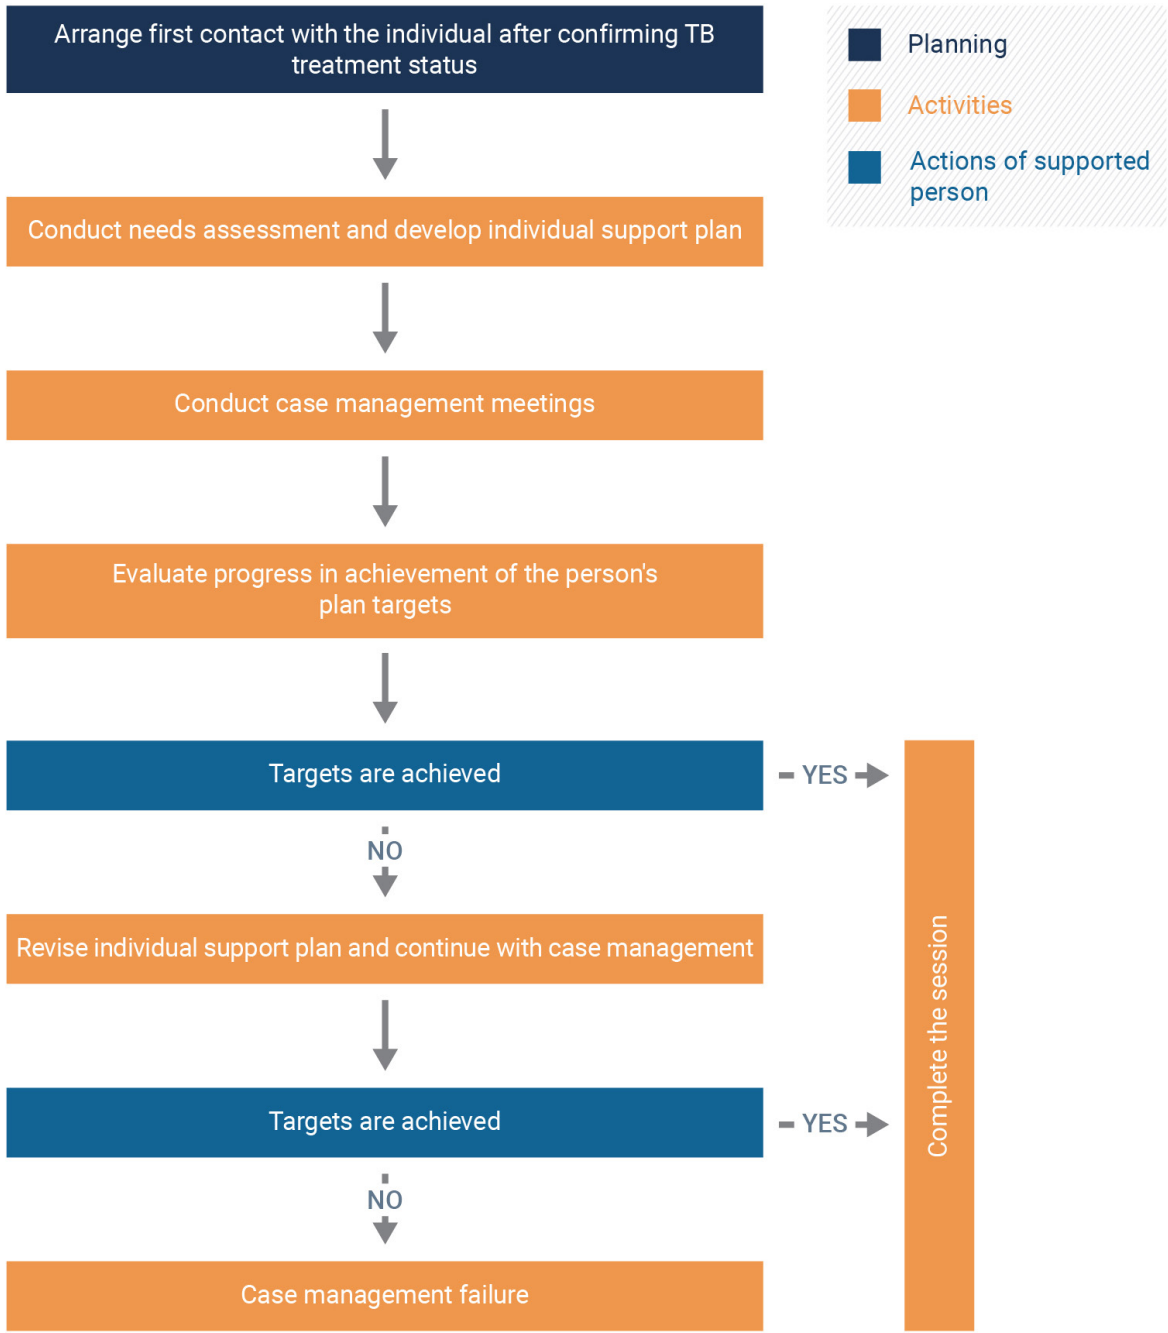 Arrange first contact with the individual after confirming TB
treatment status
Planning
Activities
Actions of supported
person
Conduct needs assessment and develop individual support plan
Conduct case management meetings
Evaluate progress in achievement of the person's
plan targets
Targets are achieved
YES
NO
Revise individual support plan and continue with case management
Complete the session
Targets are achieved
YES
NO
Case management failure